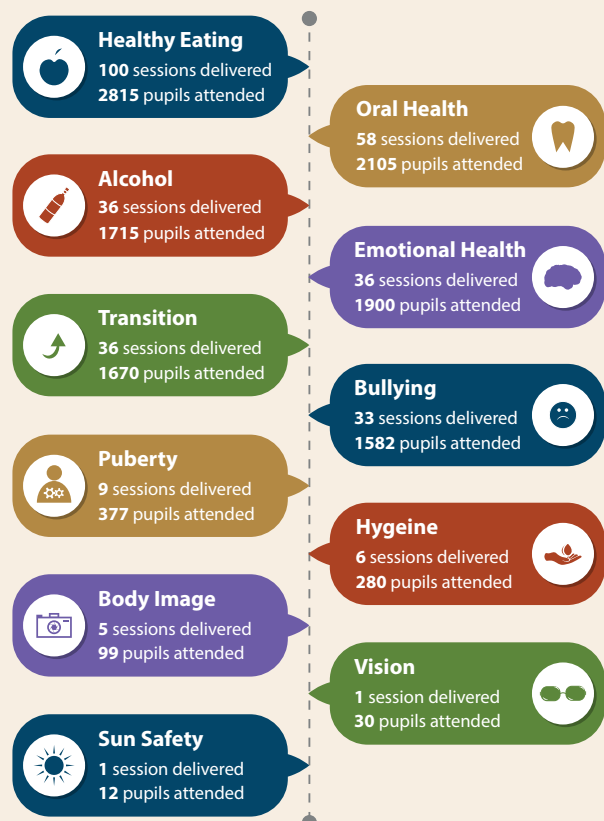 Healthy Eating
100 sessions delivered
2815 pupils attended
Oral Health
58 sessions delivered
2105 pupils attended
Alcohol
36 sessions delivered
1715 pupils attended
Emotional Health
36 sessions delivered
1900 pupils attended
Transition
36 sessions delivered
1670 pupils attended
Bullying
33 sessions delivered
1582 pupils attended
Puberty
9 sessions delivered
377 pupils attended
Hygeine
6 sessions delivered
280 pupils attended
Body Image
5 sessions delivered
99 pupils attended
Vision
1 session delivered
30 pupils attended
Sun Safety
1 session delivered
12 pupils attended